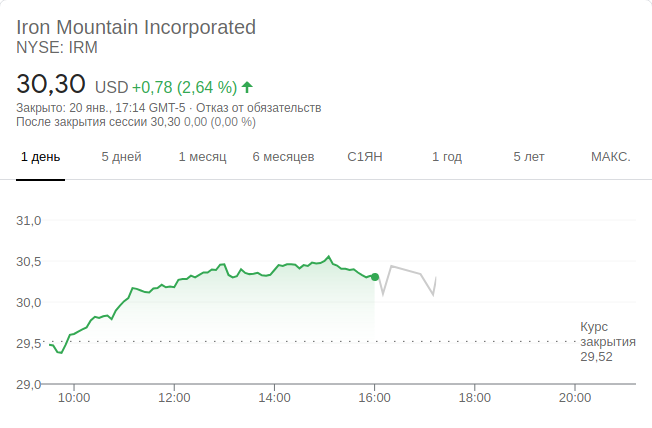 Iron Mountain Incorporated
NYSE: IRM
30,30 USD +0,78 (2,64 %)
Закрыто: 20 янв., 17:14 GMT-5 · Отказ от обязательств
После закрытия сессии 30,30 0,00 (0,00 %)
1 день 5 дней 1 месяц 6 месяцев С1ЯН 1 год 5 лет МАКС.
31,0
30,5
30,0
29,5
29,0
Курс
закрытия
29,52
10:00 12:00 14:00 16:00 18:00 20:00